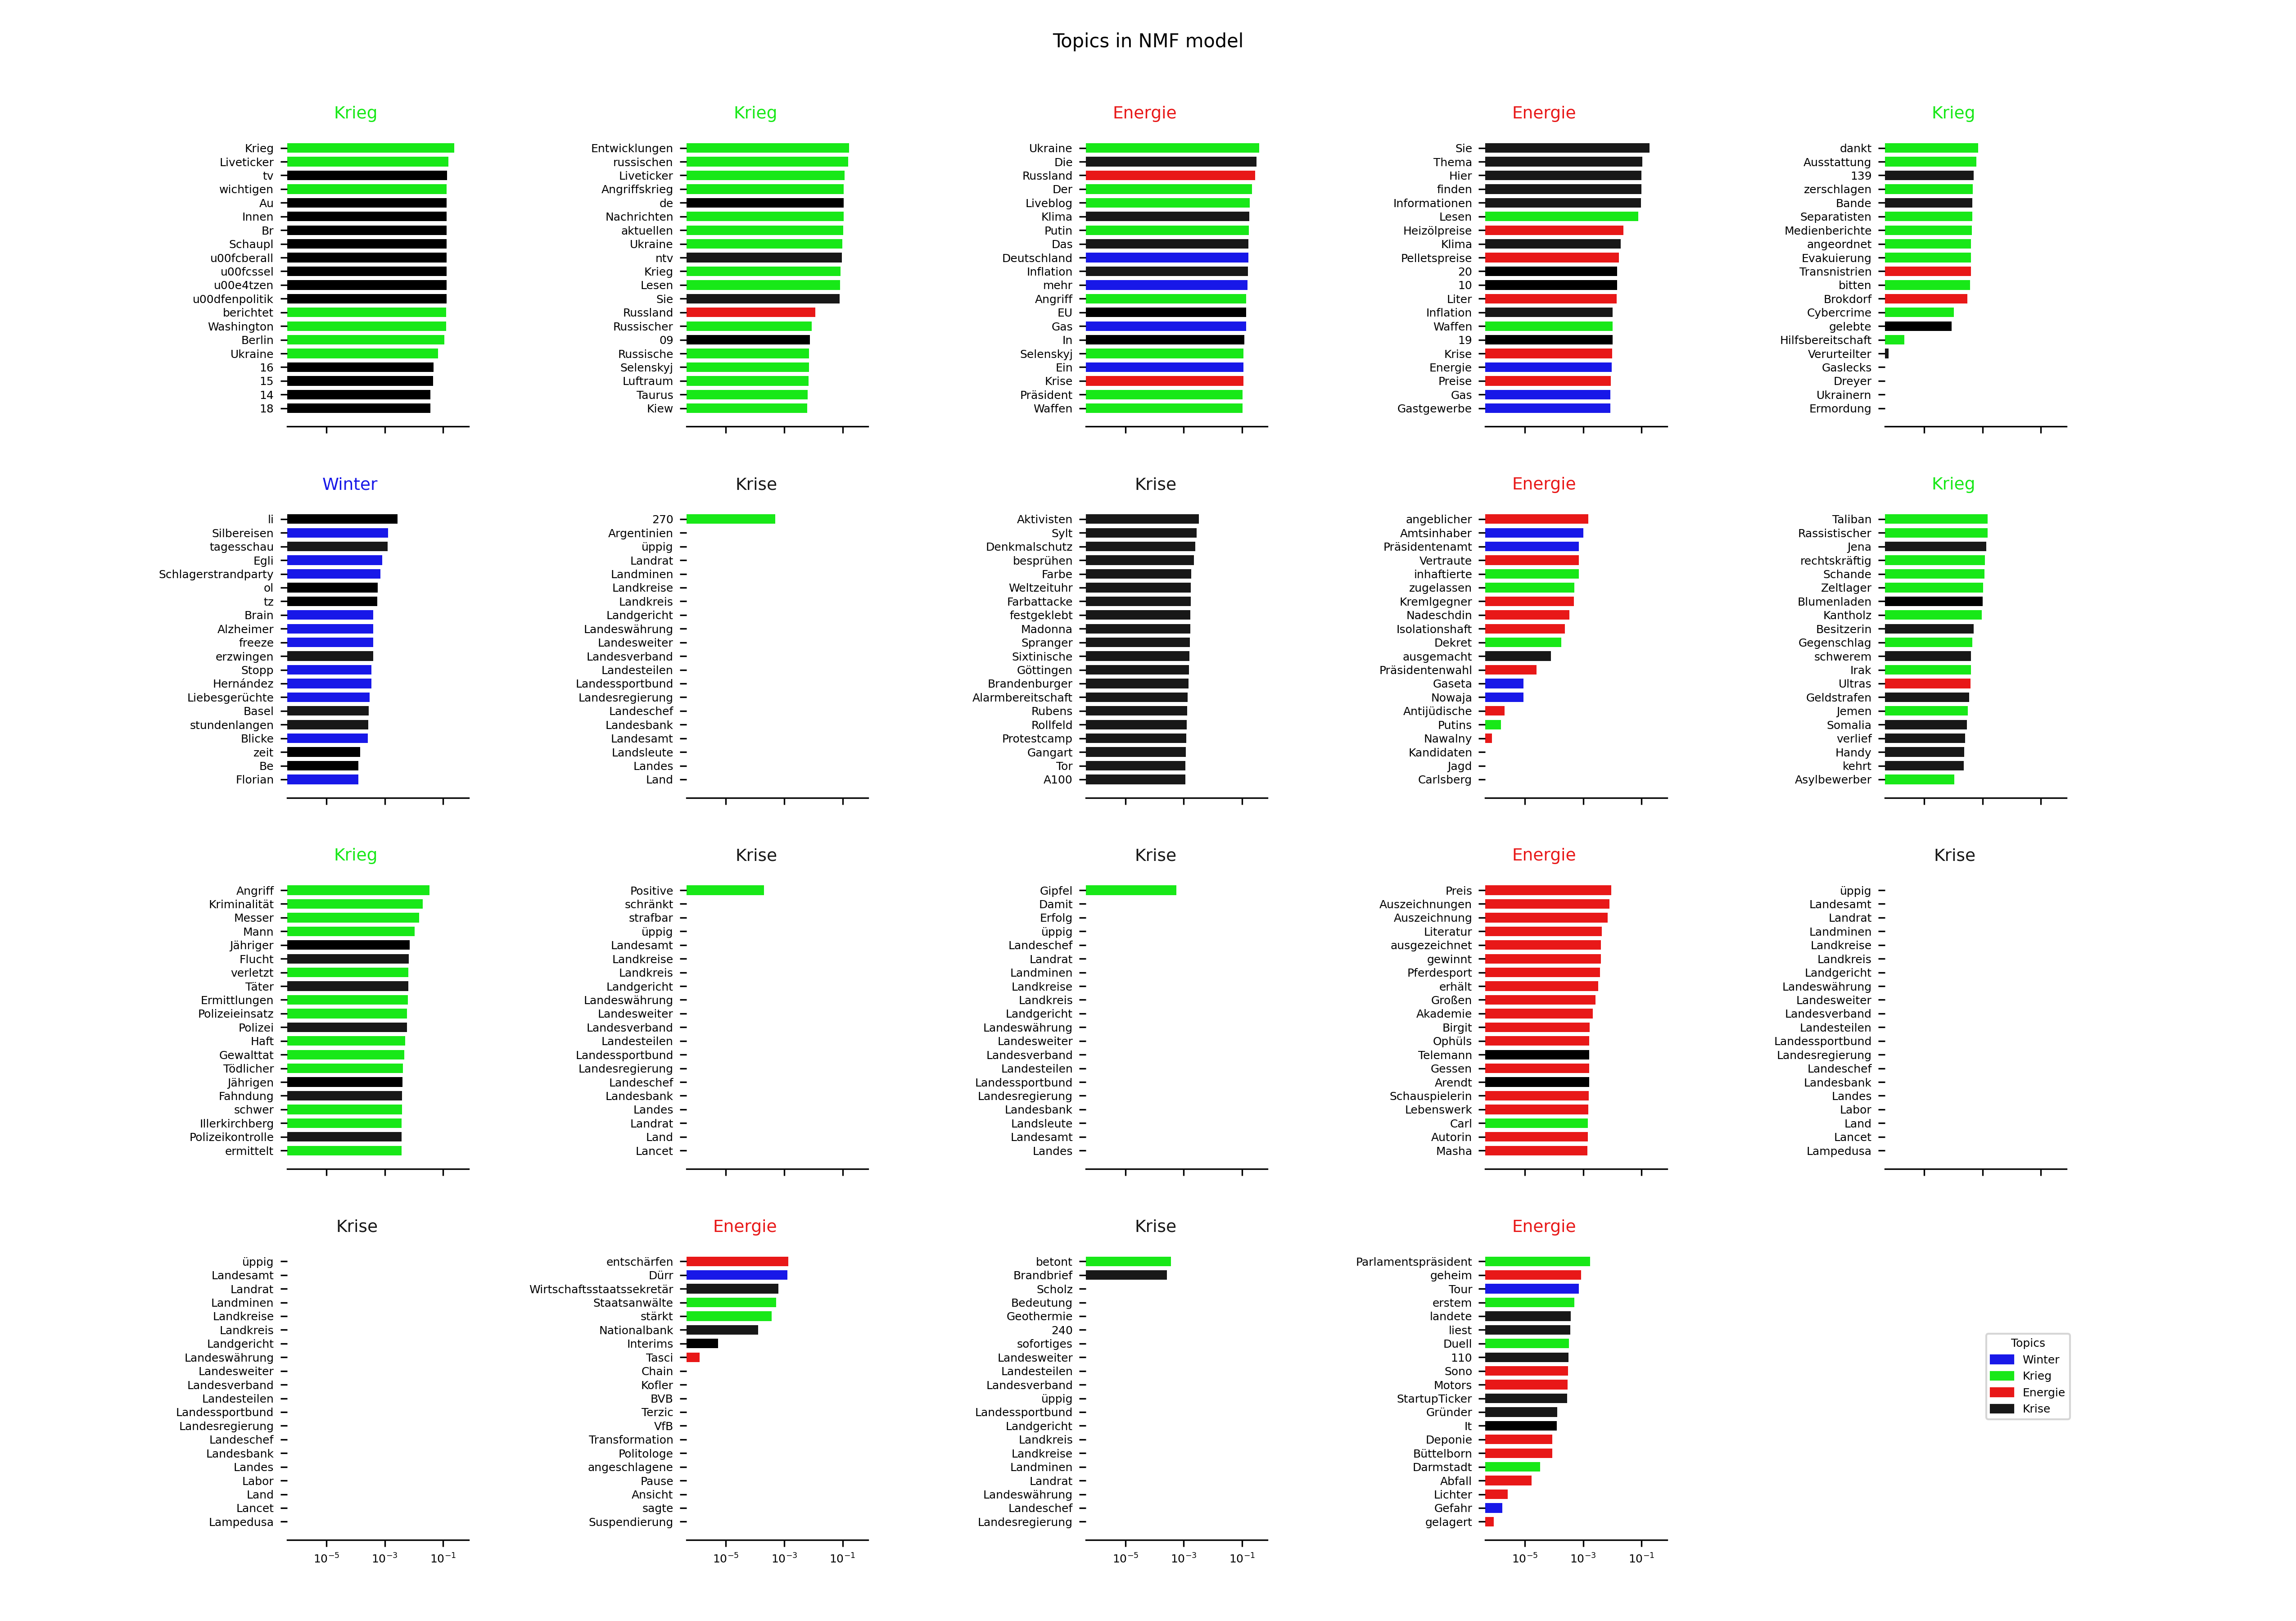 Topics in NMF model
Krieg
Krieg
Liveticker
tv
wichtigen
Au
Innen
Br
Schaupl
u00fcberall
u00fcssel
u00e4tzen
u00dfenpolitik
berichtet
Washington
Berlin
Ukraine
16
15
14
18
Krieg
Entwicklungen
russischen
Liveticker
Angriffskrieg
de
Nachrichten
aktuellen
Ukraine
ntv
Krieg
Lesen
Sie
Russland
Russischer
09
Russische
Selenskyj
Luftraum
Taurus
Kiew
Energie
Ukraine
Die
Russland
Der
Liveblog
Klima
Putin
Das
Deutschland
Inflation
mehr
Angriff
EU
Gas
In
Selenskyj
Ein
Krise
Präsident
Waffen
Energie
Sie
Thema
Hier
finden
Informationen
Lesen
Heizölpreise
Klima
Pelletspreise
20
10
Liter
Inflation
Waffen
19
Krise
Energie
Preise
Gas
Gastgewerbe
Krieg
dankt
Ausstattung
139
zerschlagen
Bande
Separatisten
Medienberichte
angeordnet
Evakuierung
Transnistrien
bitten
Brokdorf
Cybercrime
gelebte
Hilfsbereitschaft
Verurteilter
Gaslecks
Dreyer
Ukrainern
Ermordung
Winter
li
Silbereisen
tagesschau
Egli
Schlagerstrandparty
ol
tz
Brain
Alzheimer
freeze
erzwingen
Stopp
Hernández
Liebesgerüchte
Basel
stundenlangen
Blicke
zeit
Be
Florian
Krise
270
Argentinien
üppig
Landrat
Landminen
Landkreise
Landkreis
Landgericht
Landeswährung
Landesweiter
Landesverband
Landesteilen
Landessportbund
Landesregierung
Landeschef
Landesbank
Landesamt
Landsleute
Landes
Land
Krise
Aktivisten
Sylt
Denkmalschutz
besprühen
Farbe
Weltzeituhr
Farbattacke
festgeklebt
Madonna
Spranger
Sixtinische
Göttingen
Brandenburger
Alarmbereitschaft
Rubens
Rollfeld
Protestcamp
Gangart
Tor
A100
Energie
angeblicher
Amtsinhaber
Präsidentenamt
Vertraute
inhaftierte
zugelassen
Kremlgegner
Nadeschdin
Isolationshaft
Dekret
ausgemacht
Präsidentenwahl
Gaseta
Nowaja
Antijüdische
Putins
Nawalny
Kandidaten
Jagd
Carlsberg
Krieg
Taliban
Rassistischer
Jena
rechtskräftig
Schande
Zeltlager
Blumenladen
Kantholz
Besitzerin
Gegenschlag
schwerem
Irak
Ultras
Geldstrafen
Jemen
Somalia
verlief
Handy
kehrt
Asylbewerber
Krieg
Angriff
Kriminalität
Messer
Mann
Jähriger
Flucht
verletzt
Täter
Ermittlungen
Polizeieinsatz
Polizei
Haft
Gewalttat
Tödlicher
Jährigen
Fahndung
schwer
Illerkirchberg
Polizeikontrolle
ermittelt
Krise
Positive
schränkt
strafbar
üppig
Landesamt
Landkreise
Landkreis
Landgericht
Landeswährung
Landesweiter
Landesverband
Landesteilen
Landessportbund
Landesregierung
Landeschef
Landesbank
Landes
Landrat
Land
Lancet
Krise
Gipfel
Damit
Erfolg
üppig
Landeschef
Landrat
Landminen
Landkreise
Landkreis
Landgericht
Landeswährung
Landesweiter
Landesverband
Landesteilen
Landessportbund
Landesregierung
Landesbank
Landsleute
Landesamt
Landes
Energie
Preis
Auszeichnungen
Auszeichnung
Literatur
ausgezeichnet
gewinnt
Pferdesport
erhält
Großen
Akademie
Birgit
Ophüls
Telemann
Gessen
Arendt
Schauspielerin
Lebenswerk
Carl
Autorin
Masha
Krise
üppig
Landesamt
Landrat
Landminen
Landkreise
Landkreis
Landgericht
Landeswährung
Landesweiter
Landesverband
Landesteilen
Landessportbund
Landesregierung
Landeschef
Landesbank
Landes
Labor
Land
Lancet
Lampedusa
Krise
üppig
Landesamt
Landrat
Landminen
Landkreise
Landkreis
Landgericht
Landeswährung
Landesweiter
Landesverband
Landesteilen
Landessportbund
Landesregierung
Landeschef
Landesbank
Landes
Labor
Land
Lancet
Lampedusa
10⁻⁵ 10⁻³ 10⁻¹
Energie
entschärfen
Dürr
Wirtschaftsstaatssekretär
Staatsanwälte
stärkt
Nationalbank
Interims
Tasci
Chain
Kofler
BVB
Terzic
VfB
Transformation
Politologe
angeschlagene
Pause
Ansicht
sagte
Suspendierung
10⁻⁵ 10⁻³ 10⁻¹
Krise
betont
Brandbrief
Scholz
Bedeutung
Geothermie
240
sofortiges
Landesweiter
Landesteilen
Landesverband
üppig
Landessportbund
Landgericht
Landkreis
Landkreise
Landminen
Landrat
Landeswährung
Landeschef
Landesregierung
10⁻⁵ 10⁻³ 10⁻¹
Energie
Parlamentspräsident
geheim
Tour
erstem
landete
liest
Duell
110
Sono
Motors
StartupTicker
Gründer
It
Deponie
Büttelborn
Darmstadt
Abfall
Lichter
Gefahr
gelagert
10⁻⁵ 10⁻³ 10⁻¹
Topics
Winter
Krieg
Energie
Krise